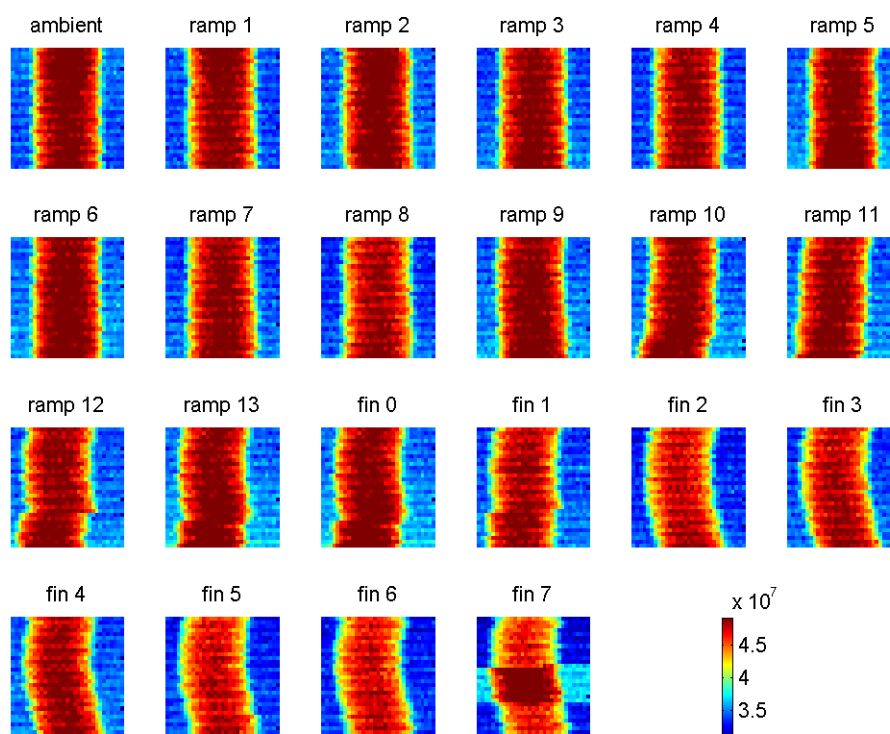 ambient ramp 1 ramp 2 ramp 3 ramp 4 ramp 5
ramp 6 ramp 7 ramp 8 ramp 9 ramp 10 ramp 11
ramp 12 ramp 13 fin 0 fin 1 fin 2 fin 3
fin 4 fin 5 fin 6 fin 7
x 10⁷
4.5
4
3.5